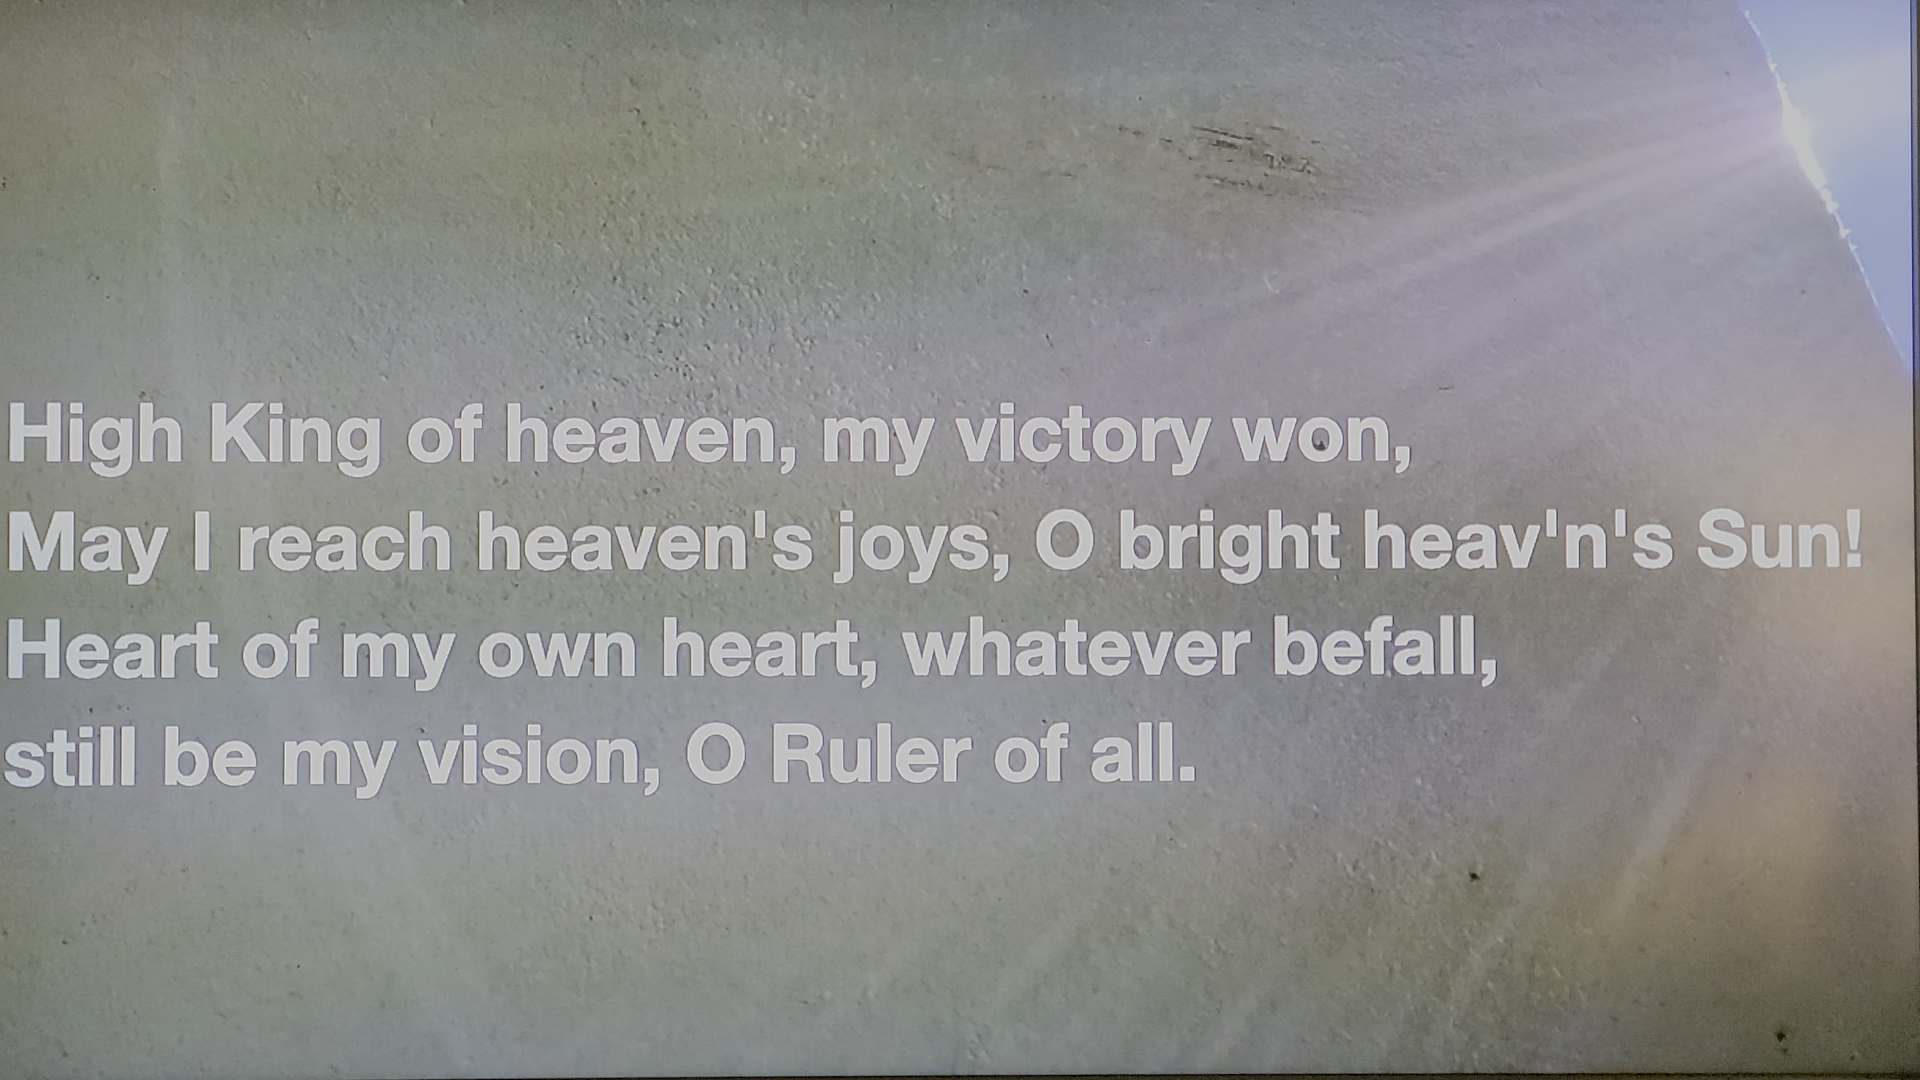 High King of heaven, my victory won,
May I reach heaven's joys, O bright heav'n's Sun!
Heart of my own heart, whatever befall,
still be my vision, O Ruler of all.